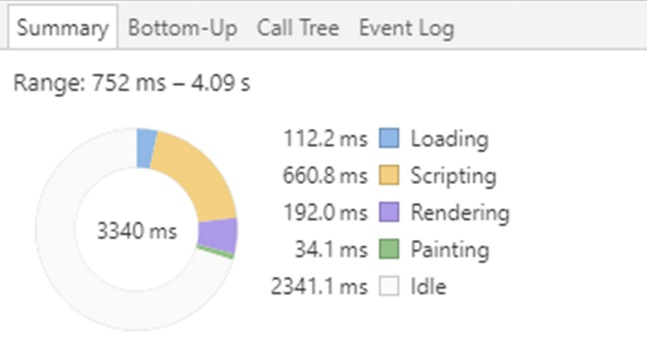 Summary Bottom-Up Call Tree Event Log
Range: 752 ms – 4.09 s
3340 ms
112.2 ms Loading
660.8 ms Scripting
192.0 ms Rendering
34.1 ms Painting
2341.1 ms Idle